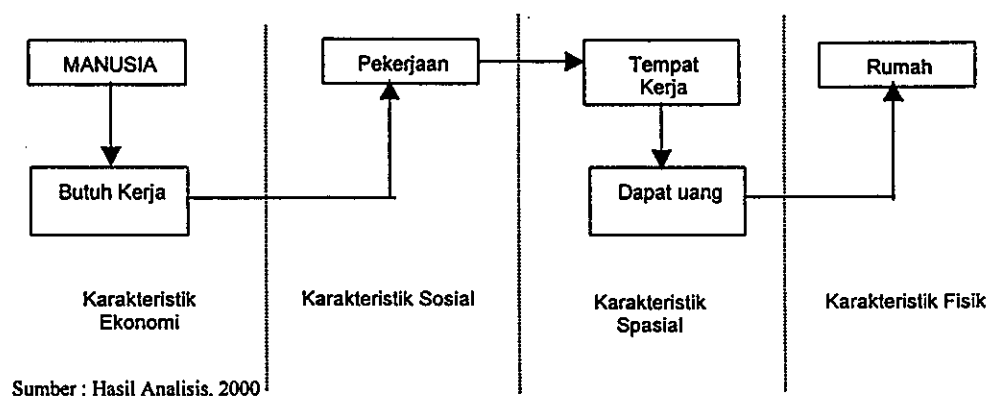 MANUSIA
Butuh Kerja
Karakteristik
Ekonomi
Pekerjaan
Karakteristik Sosial
Tempat
Kerja
Dapat uang
Karakteristik
Spasial
Rumah
Karakteristik Fisik
Sumber : Hasil Analisis, 2000